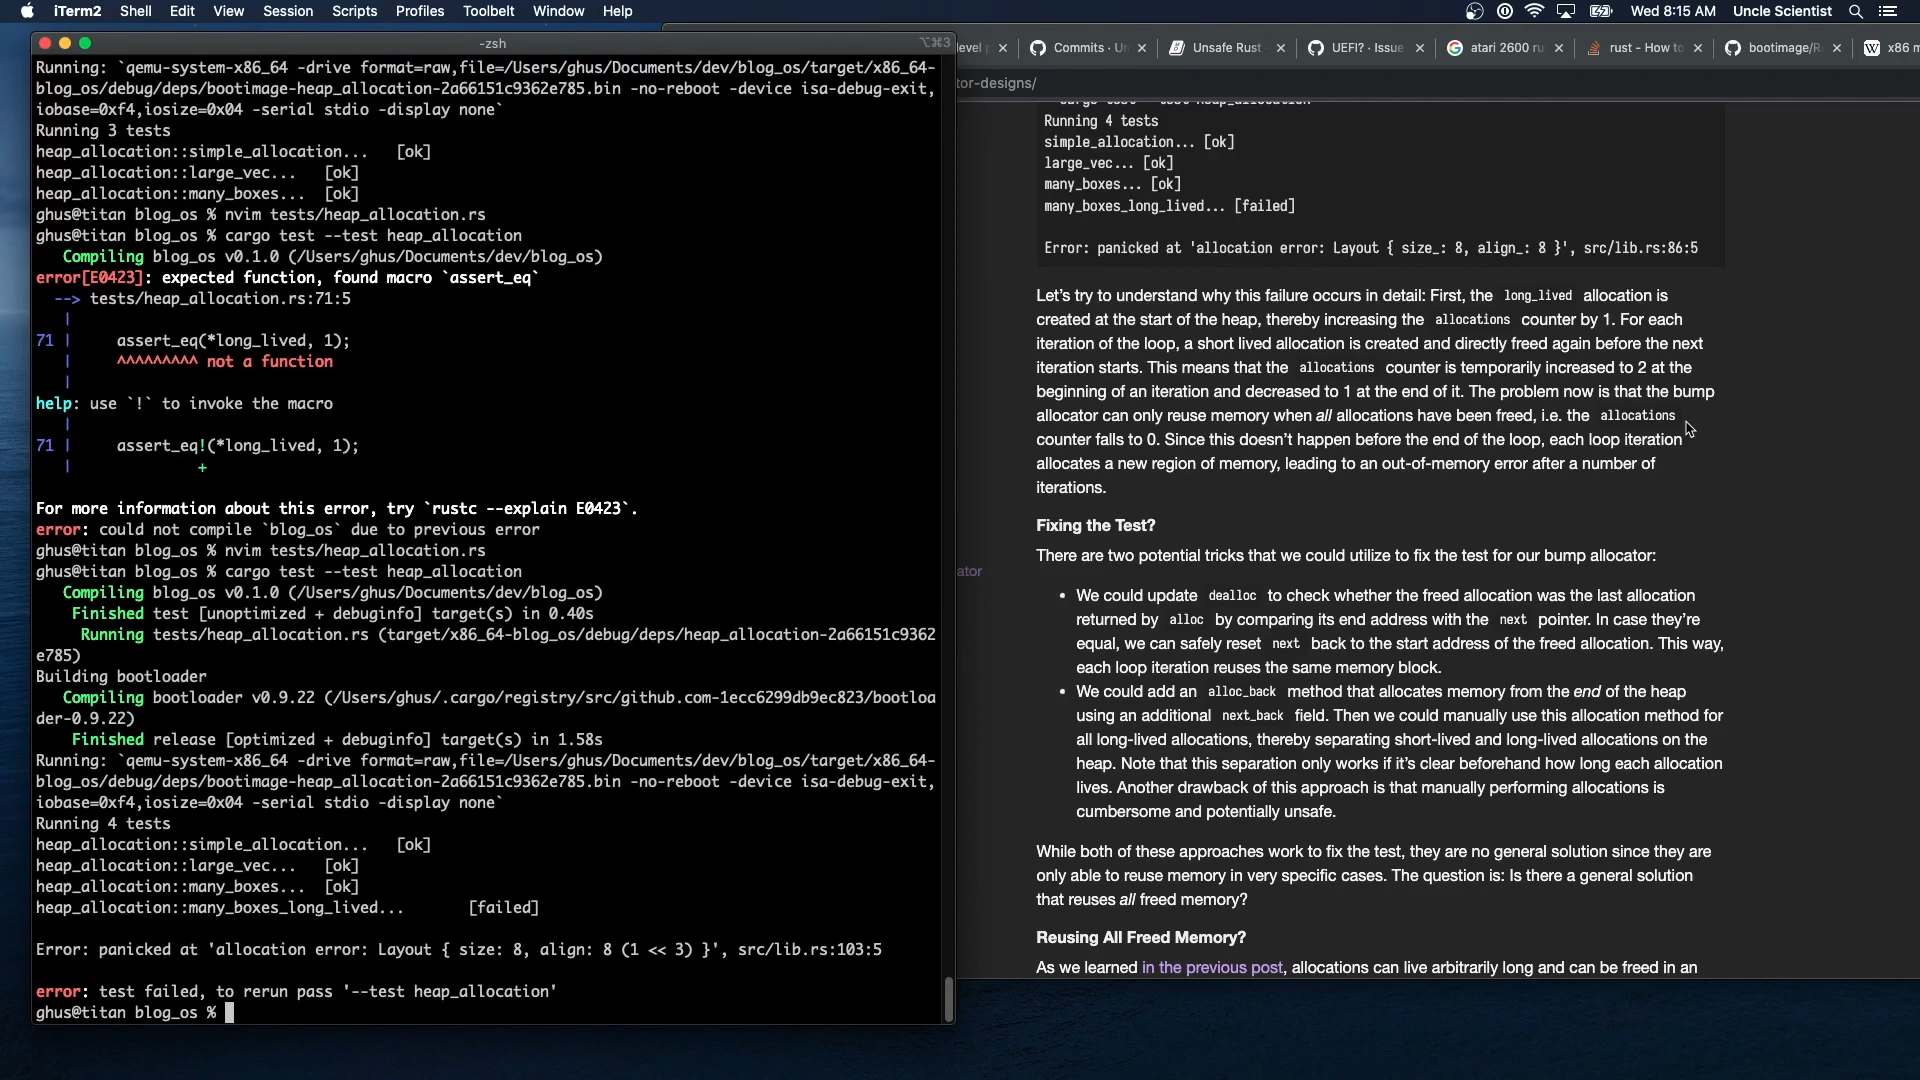 iTerm2 Shell Edit View Session Scripts Profiles Toolbelt Window Help Wed 8:15 AM Uncle Scientist
-zsh ⌥⌘3
Running: `qemu-system-x86_64 -drive format=raw,file=/Users/ghus/Documents/dev/blog_os/target/x86_64-
blog_os/debug/deps/bootimage-heap_allocation-2a66151c9362e785.bin -no-reboot -device isa-debug-exit,
iobase=0xf4,iosize=0x04 -serial stdio -display none`
Running 3 tests
heap_allocation::simple_allocation... [ok]
heap_allocation::large_vec... [ok]
heap_allocation::many_boxes... [ok]
ghus@titan blog_os % nvim tests/heap_allocation.rs
ghus@titan blog_os % cargo test --test heap_allocation
Compiling blog_os v0.1.0 (/Users/ghus/Documents/dev/blog_os)
error[E0423]: expected function, found macro `assert_eq`
--> tests/heap_allocation.rs:71:5
|
71 | assert_eq(*long_lived, 1);
| ^^^^^^^^^ not a function
|
help: use `!` to invoke the macro
|
71 | assert_eq!(*long_lived, 1);
| +
For more information about this error, try `rustc --explain E0423`.
error: could not compile `blog_os` due to previous error
ghus@titan blog_os % nvim tests/heap_allocation.rs
ghus@titan blog_os % cargo test --test heap_allocation
Compiling blog_os v0.1.0 (/Users/ghus/Documents/dev/blog_os)
Finished test [unoptimized + debuginfo] target(s) in 0.40s
Running tests/heap_allocation.rs (target/x86_64-blog_os/debug/deps/heap_allocation-2a66151c9362
e785)
Building bootloader
Compiling bootloader v0.9.22 (/Users/ghus/.cargo/registry/src/github.com-1ecc6299db9ec823/bootloa
der-0.9.22)
Finished release [optimized + debuginfo] target(s) in 1.58s
Running: `qemu-system-x86_64 -drive format=raw,file=/Users/ghus/Documents/dev/blog_os/target/x86_64-
blog_os/debug/deps/bootimage-heap_allocation-2a66151c9362e785.bin -no-reboot -device isa-debug-exit,
iobase=0xf4,iosize=0x04 -serial stdio -display none`
Running 4 tests
heap_allocation::simple_allocation... [ok]
heap_allocation::large_vec... [ok]
heap_allocation::many_boxes... [ok]
heap_allocation::many_boxes_long_lived... [failed]
Error: panicked at 'allocation error: Layout { size: 8, align: 8 (1 << 3) }', src/lib.rs:103:5
error: test failed, to rerun pass '--test heap_allocation'
ghus@titan blog_os %
level Commits · Un Unsafe Rust UEFI? · Issue atari 2600 ru rust - How to bootimage/R W x86 m
tor-designs/
Running 4 tests
simple_allocation... [ok]
large_vec... [ok]
many_boxes... [ok]
many_boxes_long_lived... [failed]
Error: panicked at 'allocation error: Layout { size_: 8, align_: 8 }', src/lib.rs:86:5
Let's try to understand why this failure occurs in detail: First, the long_lived allocation is
created at the start of the heap, thereby increasing the allocations counter by 1. For each
iteration of the loop, a short lived allocation is created and directly freed again before the next
iteration starts. This means that the allocations counter is temporarily increased to 2 at the
beginning of an iteration and decreased to 1 at the end of it. The problem now is that the bump
allocator can only reuse memory when all allocations have been freed, i.e. the allocations
counter falls to 0. Since this doesn't happen before the end of the loop, each loop iteration
allocates a new region of memory, leading to an out-of-memory error after a number of
iterations.
Fixing the Test?
There are two potential tricks that we could utilize to fix the test for our bump allocator:
ator
• We could update dealloc to check whether the freed allocation was the last allocation
returned by alloc by comparing its end address with the next pointer. In case they're
equal, we can safely reset next back to the start address of the freed allocation. This way,
each loop iteration reuses the same memory block.
• We could add an alloc_back method that allocates memory from the end of the heap
using an additional next_back field. Then we could manually use this allocation method for
all long-lived allocations, thereby separating short-lived and long-lived allocations on the
heap. Note that this separation only works if it's clear beforehand how long each allocation
lives. Another drawback of this approach is that manually performing allocations is
cumbersome and potentially unsafe.
While both of these approaches work to fix the test, they are no general solution since they are
only able to reuse memory in very specific cases. The question is: Is there a general solution
that reuses all freed memory?
Reusing All Freed Memory?
As we learned in the previous post, allocations can live arbitrarily long and can be freed in an